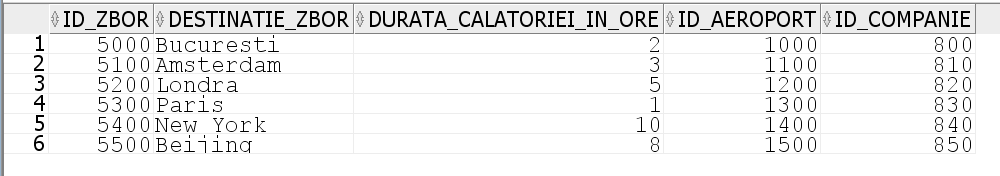 ID_ZBOR DESTINATIE_ZBOR DURATA_CALATORIEI_IN_ORE ID_AEROPORT ID_COMPANIE
1 5000 Bucuresti 2 1000 800
2 5100 Amsterdam 3 1100 810
3 5200 Londra 5 1200 820
4 5300 Paris 1 1300 830
5 5400 New York 10 1400 840
6 5500 Beijing 8 1500 850